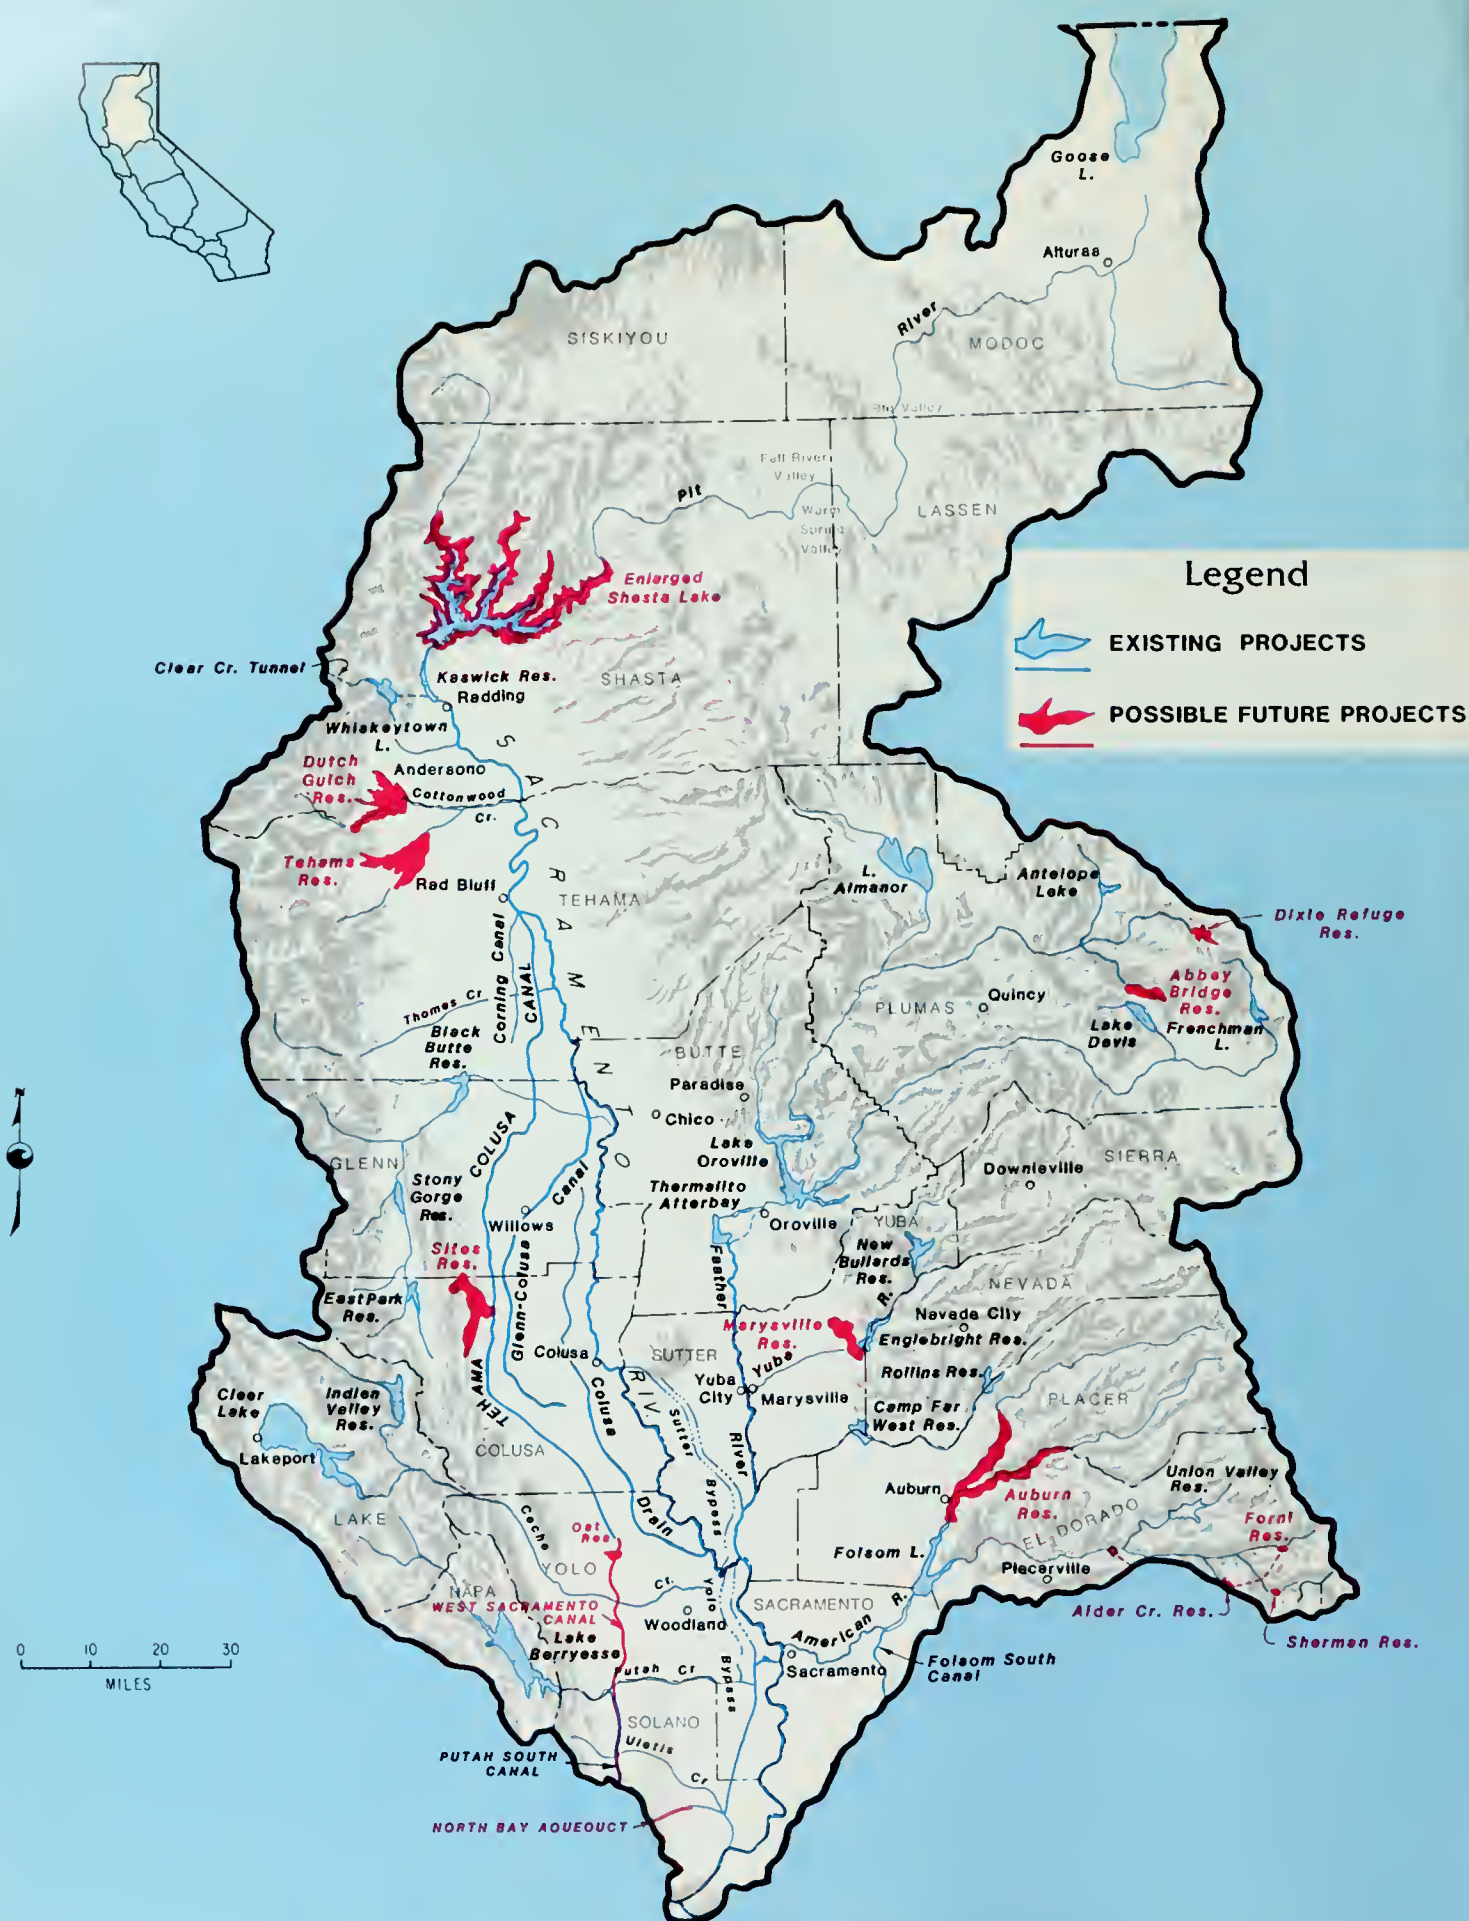 Goose
L.
Alturas
River
SISKIYOU
MODOC
Big Valley
Fall River
Valley
Pit
Warm
Spring
Valley
LASSEN
Legend
EXISTING PROJECTS
POSSIBLE FUTURE PROJECTS
Enlarged
Shasta Lake
Clear Cr. Tunnel
Keswick Res.
Redding
SHASTA
Whiskeytown
L.
Dutch
Gulch
Res.
Anderson
Cottonwood
Cr.
SACRAMENTO
RIV.
Tehama
Res.
Red Bluff
TEHAMA
L.
Almanor
Antelope
Lake
Dixie Refuge
Res.
Corning Canal
CANAL
Thomes Cr
Black
Butte
Res.
PLUMAS
Quincy
Abbey
Bridge
Res.
Lake
Davis
Frenchman
L.
BUTTE
Paradise
Chico
COLUSA
Lake
Oroville
GLENN
Stony
Gorge
Res.
Canal
Downieville
SIERRA
Thermalito
Afterbay
Willows
Oroville
YUBA
Feather
New
Bullards
Res.
R.
Sites
Res.
Glenn-Colusa
NEVADA
East Park
Res.
Nevada City
Marysville
Res.
Englebright Res.
Colusa
SUTTER
Yuba
Rollins Res.
TEHAMA
Yuba
City
Marysville
Clear
Lake
Indian
Valley
Res.
Camp Far
West Res.
PLACER
Colusa
Sutter
River
Lakeport
COLUSA
Union Valley
Res.
Bypass
Auburn
Auburn
Res.
Drain
LAKE
Cache
Oat
Res
EL DORADO
Forni
Res.
Folsom L.
YOLO
Placerville
NAPA
Cr.
Yolo
WEST SACRAMENTO
CANAL
SACRAMENTO
American
R.
Alder Cr. Res.
Woodland
Lake
Berryessa
Sherman Res.
0 10 20 30
MILES
Putah Cr
Bypass
Sacramento
Folsom South
Canal
SOLANO
Ulatis
Cr
PUTAH SOUTH
CANAL
NORTH BAY AQUEDUCT